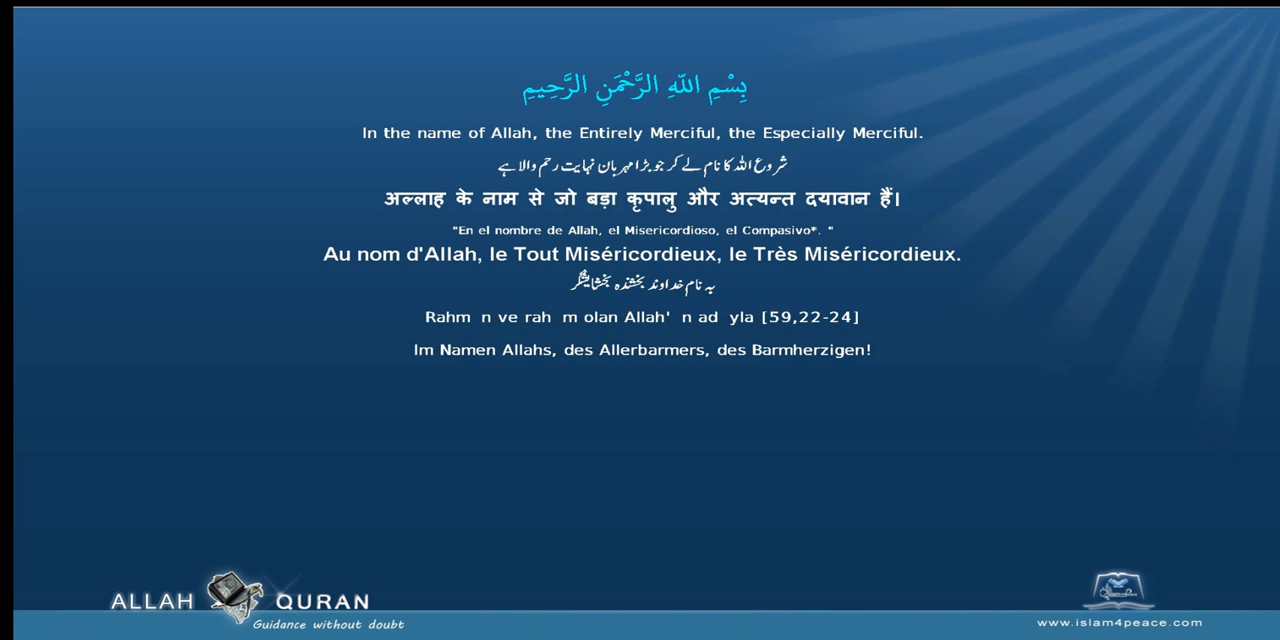 بِسْمِ اللّٰهِ الرَّحْمَنِ الرَّحِيمِ
In the name of Allah, the Entirely Merciful, the Especially Merciful.
شروع اللہ کا نام لے کر جو بڑا مہربان نہایت رحم والا ہے
अल्लाह के नाम से जो बड़ा कृपालु और अत्यन्त दयावान हैं।
"En el nombre de Allah, el Misericordioso, el Compasivo*. "
Au nom d'Allah, le Tout Miséricordieux, le Très Miséricordieux.
به نام خداوند بخشنده بخشایشگر
Rahm n ve rah m olan Allah' n ad yla [59,22-24]
Im Namen Allahs, des Allerbarmers, des Barmherzigen!
ALLAH QURAN
Guidance without doubt
www.islam4peace.com